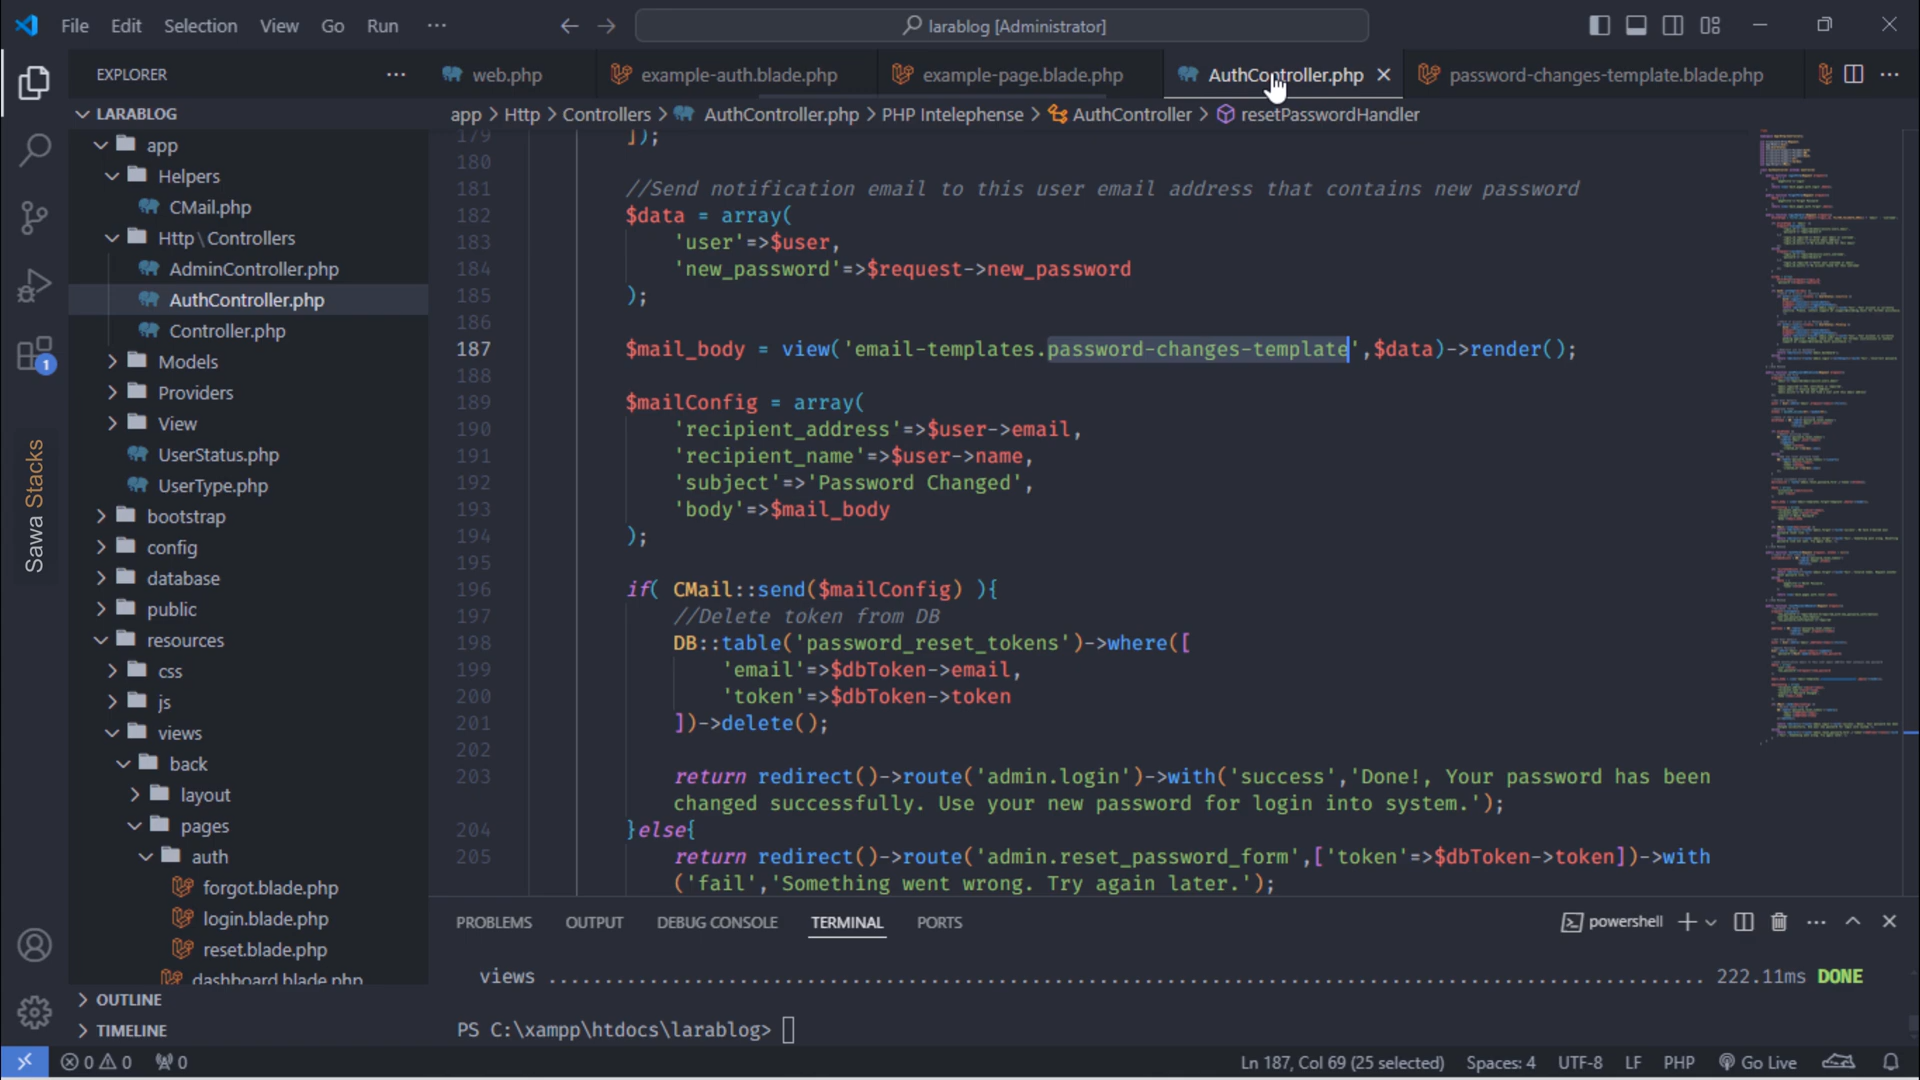 File Edit Selection View Go Run ···
larablog [Administrator]
EXPLORER ···
web.php
example-auth.blade.php
example-page.blade.php
AuthController.php
password-changes-template.blade.php
LARABLOG
app > Http > Controllers > AuthController.php > PHP Intelephense > AuthController > resetPasswordHandler
app
Helpers
CMail.php
Http\Controllers
AdminController.php
AuthController.php
Controller.php
Models
Providers
View
UserStatus.php
UserType.php
bootstrap
config
database
public
resources
css
js
views
back
layout
pages
auth
forgot.blade.php
login.blade.php
reset.blade.php
dashboard.blade.php
OUTLINE
TIMELINE
1
Sawa Stacks
179 ]);
180
181 //Send notification email to this user email address that contains new password
182 $data = array(
183 'user'=>$user,
184 'new_password'=>$request->new_password
185 );
186
187 $mail_body = view('email-templates.password-changes-template',$data)->render();
188
189 $mailConfig = array(
190 'recipient_address'=>$user->email,
191 'recipient_name'=>$user->name,
192 'subject'=>'Password Changed',
193 'body'=>$mail_body
194 );
195
196 if( CMail::send($mailConfig) ){
197 //Delete token from DB
198 DB::table('password_reset_tokens')->where([
199 'email'=>$dbToken->email,
200 'token'=>$dbToken->token
201 ])->delete();
202
203 return redirect()->route('admin.login')->with('success','Done!, Your password has been
changed successfully. Use your new password for login into system.');
204 }else{
205 return redirect()->route('admin.reset_password_form',['token'=>$dbToken->token])->with
('fail','Something went wrong. Try again later.');
PROBLEMS OUTPUT DEBUG CONSOLE TERMINAL PORTS
powershell
views ........................................ 222.11ms DONE
PS C:\xampp\htdocs\larablog>
0 0 0
Ln 187, Col 69 (25 selected) Spaces: 4 UTF-8 LF PHP Go Live